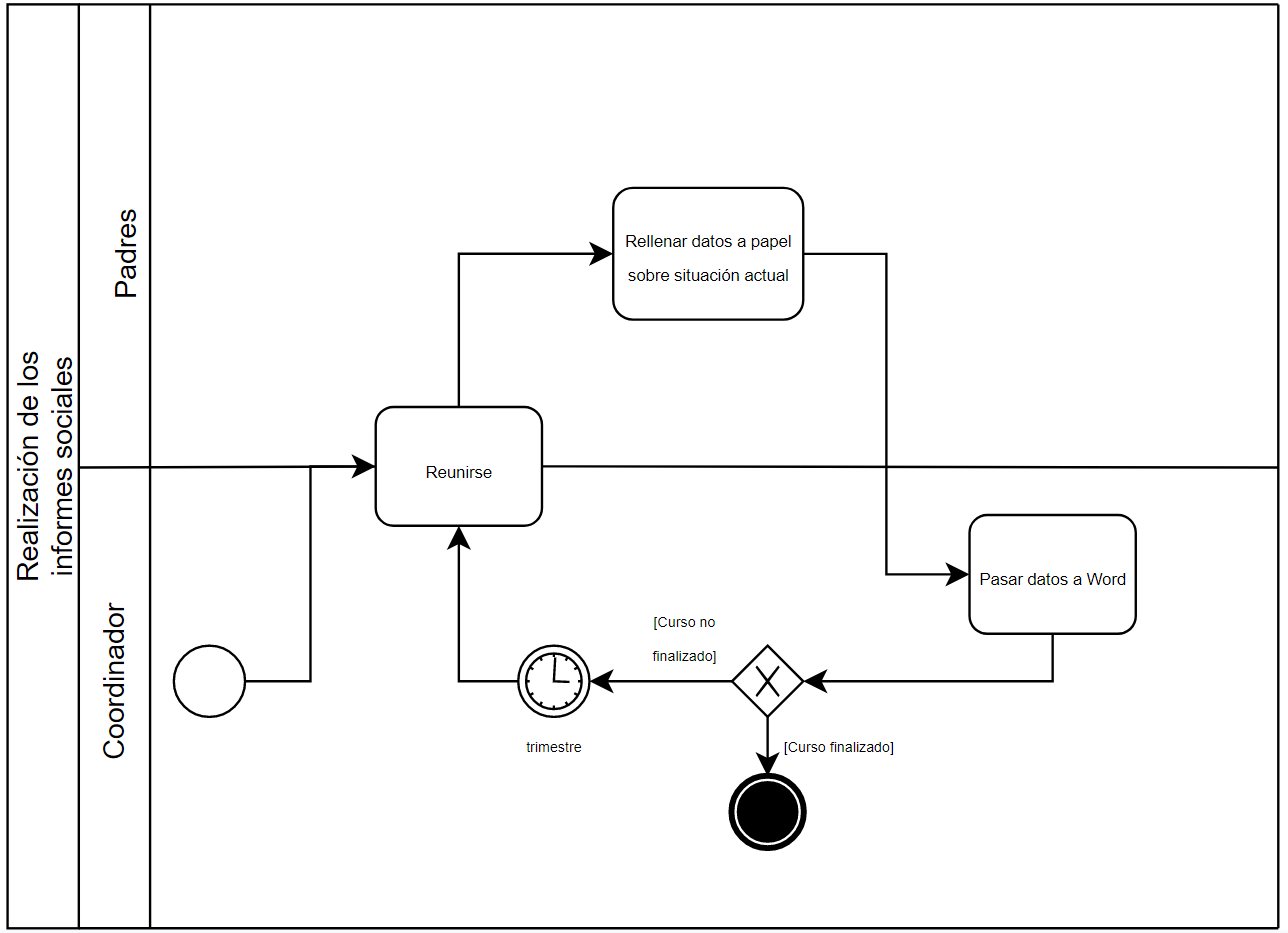 Realización de los
informes sociales
Padres
Coordinador
Rellenar datos a papel
sobre situación actual
Reunirse
Pasar datos a Word
[Curso no
finalizado]
trimestre
[Curso finalizado]